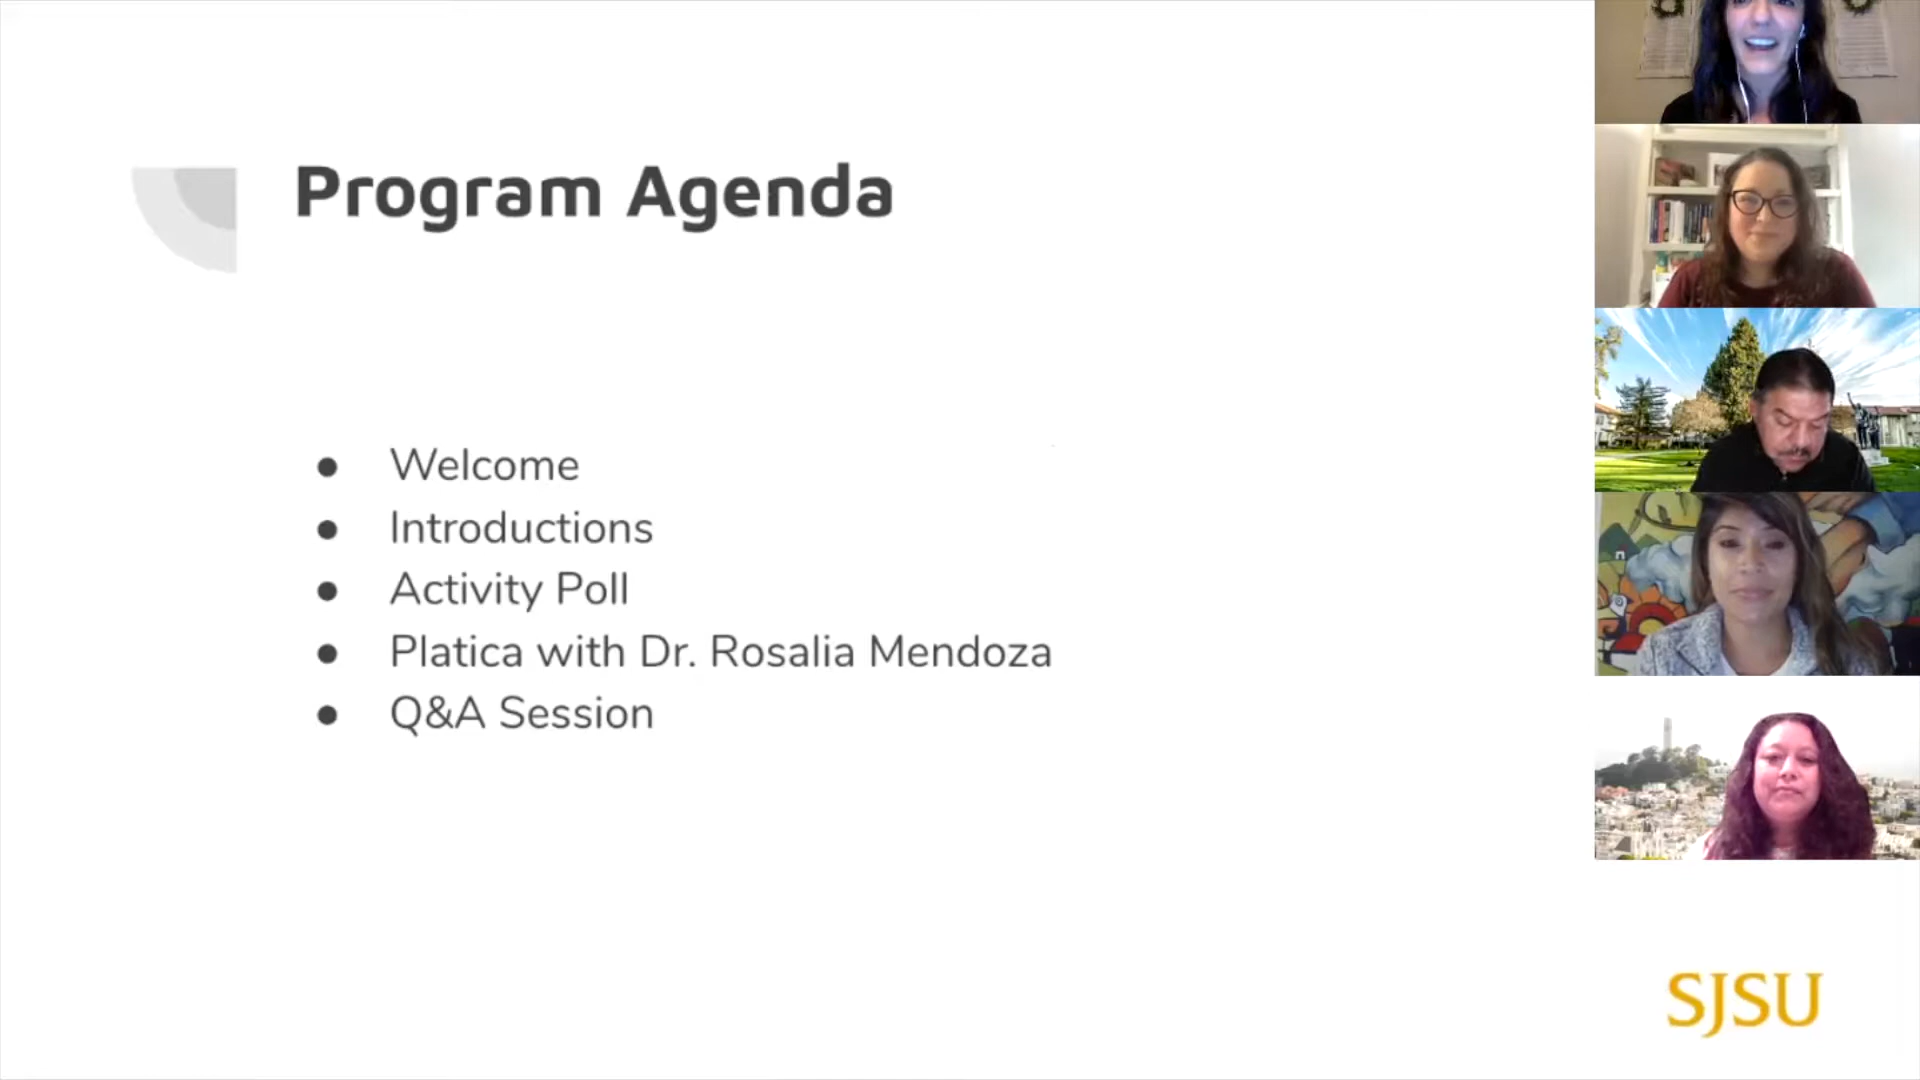 Program Agenda
● Welcome
● Introductions
● Activity Poll
● Platica with Dr. Rosalia Mendoza
● Q&A Session
SJSU